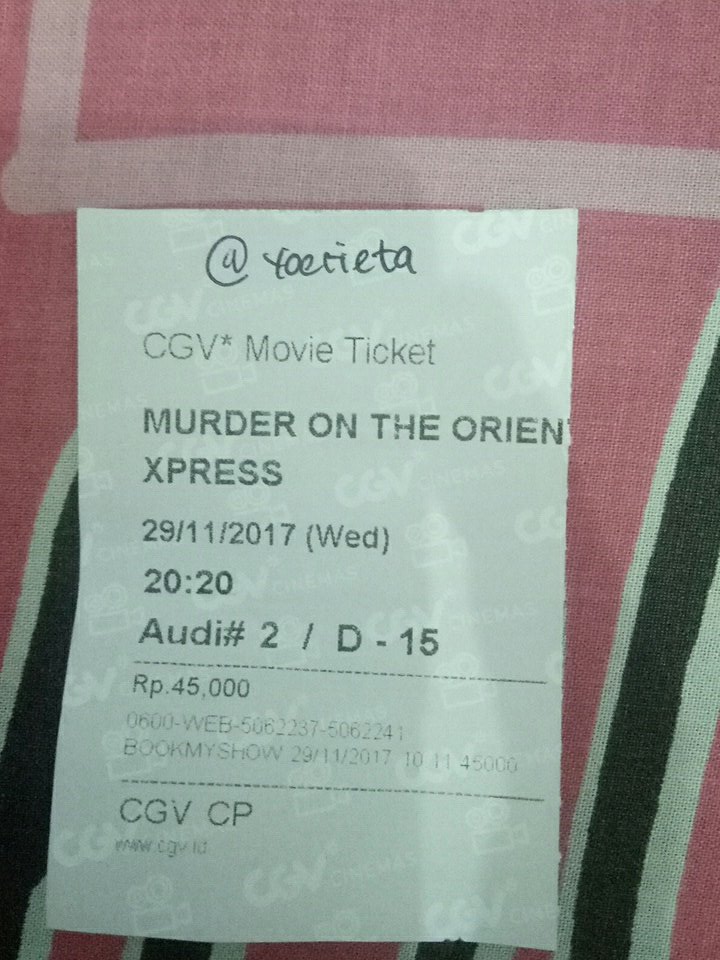 @ yoerieta
CGV* Movie Ticket
MURDER ON THE ORIEN
XPRESS
29/11/2017 (Wed)
20:20
Audi# 2 / D - 15
Rp.45,000
0600-WEB-5062237-5062241
BOOKMYSHOW 29/11/2017 10 11 45000
CGV CP
www.cgv.id